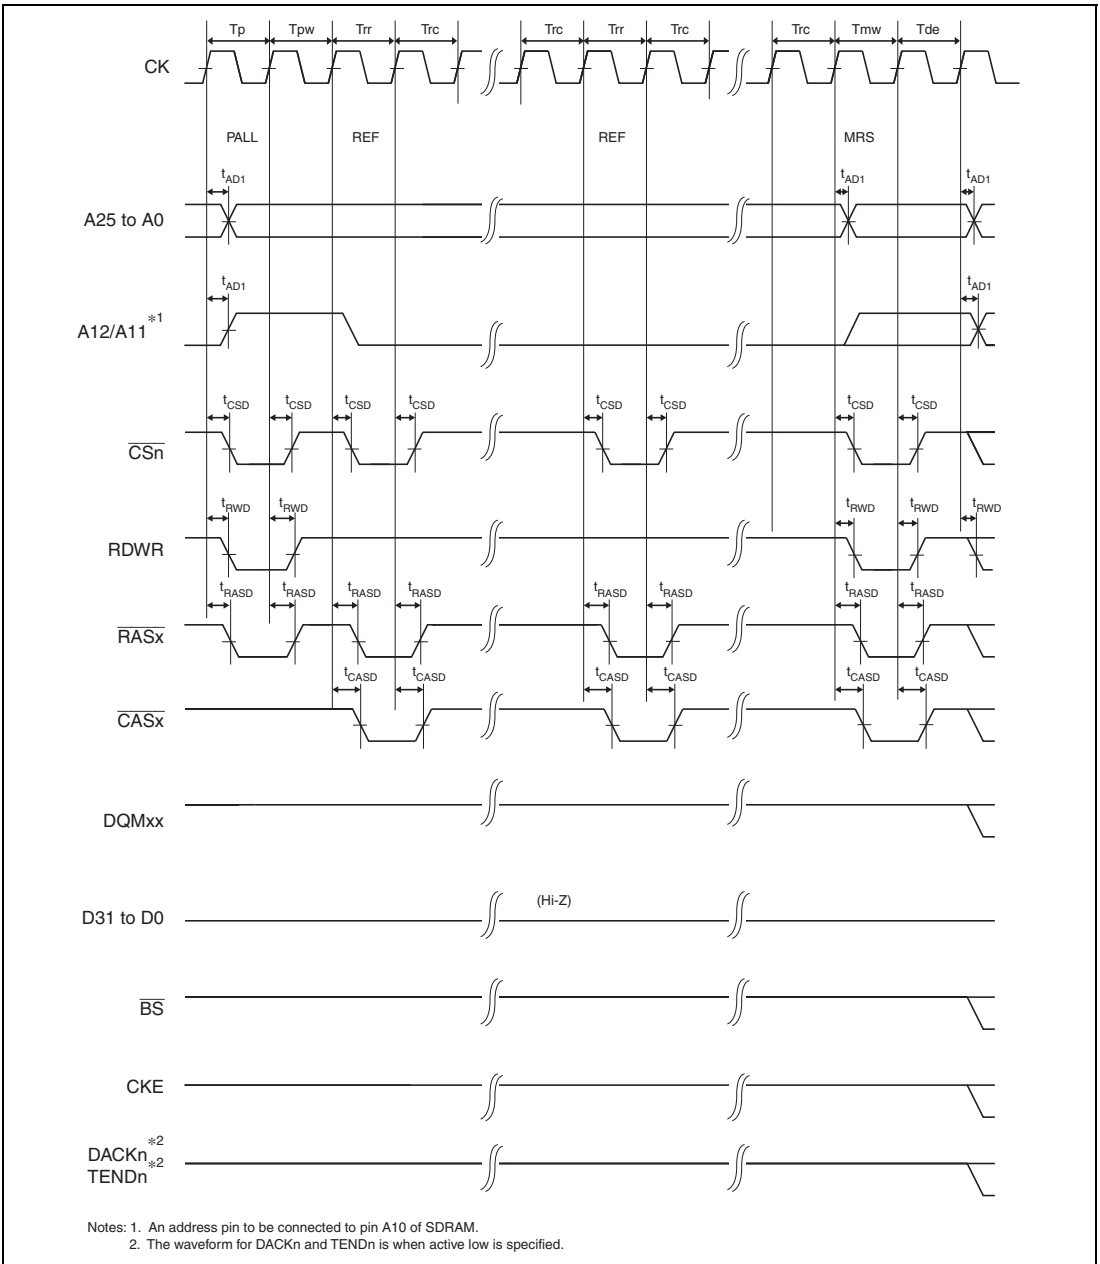 Tp Tpw Trr Trc Trc Trr Trc Trc Tmw Tde
CK
PALL REF REF MRS
tAD1 tAD1 tAD1
A25 to A0
tAD1 tAD1
A12/A11*1
tCSD tCSD tCSD tCSD tCSD tCSD tCSD tCSD
CSn
tRWD tRWD tRWD tRWD tRWD
RDWR
tRASD tRASD tRASD tRASD tRASD tRASD tRASD tRASD
RASx
tCASD tCASD tCASD tCASD tCASD tCASD
CASx
DQMxx
(Hi-Z)
D31 to D0
BS
CKE
DACKn*2
TENDn*2
Notes: 1. An address pin to be connected to pin A10 of SDRAM.
2. The waveform for DACKn and TENDn is when active low is specified.